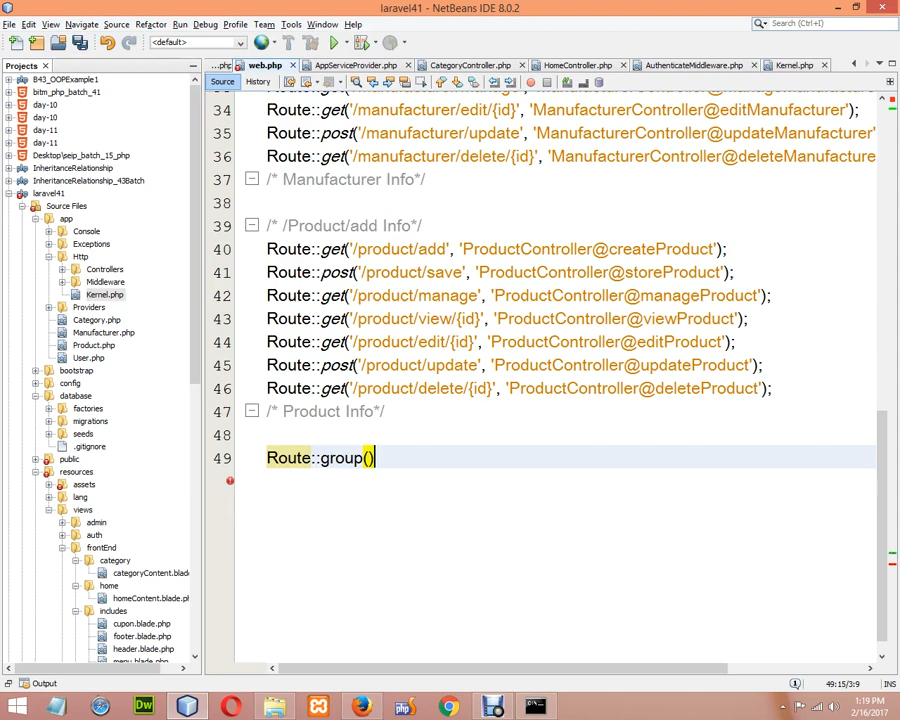 laravel41 - NetBeans IDE 8.0.2
File Edit View Navigate Source Refactor Run Debug Profile Team Tools Window Help
<default>
Search (Ctrl+I)
Projects
...php web.php AppServiceProvider.php CategoryController.php HomeController.php AuthenticateMiddleware.php Kernel.php
Source History
B43_OOPExample1
bitm_php_batch_41
day-10
day-10
day-11
day-11
Desktop\seip_batch_15_php
InheritanceRelationship
InheritanceRelationship_43Batch
laravel41
Source Files
app
Console
Exceptions
Http
Controllers
Middleware
Kernel.php
Providers
Category.php
Manufacturer.php
Product.php
User.php
bootstrap
config
database
factories
migrations
seeds
.gitignore
public
resources
assets
lang
views
admin
auth
frontEnd
category
categoryContent.blade
home
homeContent.blade.ph
includes
cupon.blade.php
footer.blade.php
header.blade.php
menu.blade.php
34 Route::get('/manufacturer/edit/{id}', 'ManufacturerController@editManufacturer');
35 Route::post('/manufacturer/update', 'ManufacturerController@updateManufacturer'
36 Route::get('/manufacturer/delete/{id}', 'ManufacturerController@deleteManufacture
37 /* Manufacturer Info*/
38
39 /* /Product/add Info*/
40 Route::get('/product/add', 'ProductController@createProduct');
41 Route::post('/product/save', 'ProductController@storeProduct');
42 Route::get('/product/manage', 'ProductController@manageProduct');
43 Route::get('/product/view/{id}', 'ProductController@viewProduct');
44 Route::get('/product/edit/{id}', 'ProductController@editProduct');
45 Route::post('/product/update', 'ProductController@updateProduct');
46 Route::get('/product/delete/{id}', 'ProductController@deleteProduct');
47 /* Product Info*/
48
49 Route::group()
Output
49:15/3:9 INS
1:19 PM
2/16/2017